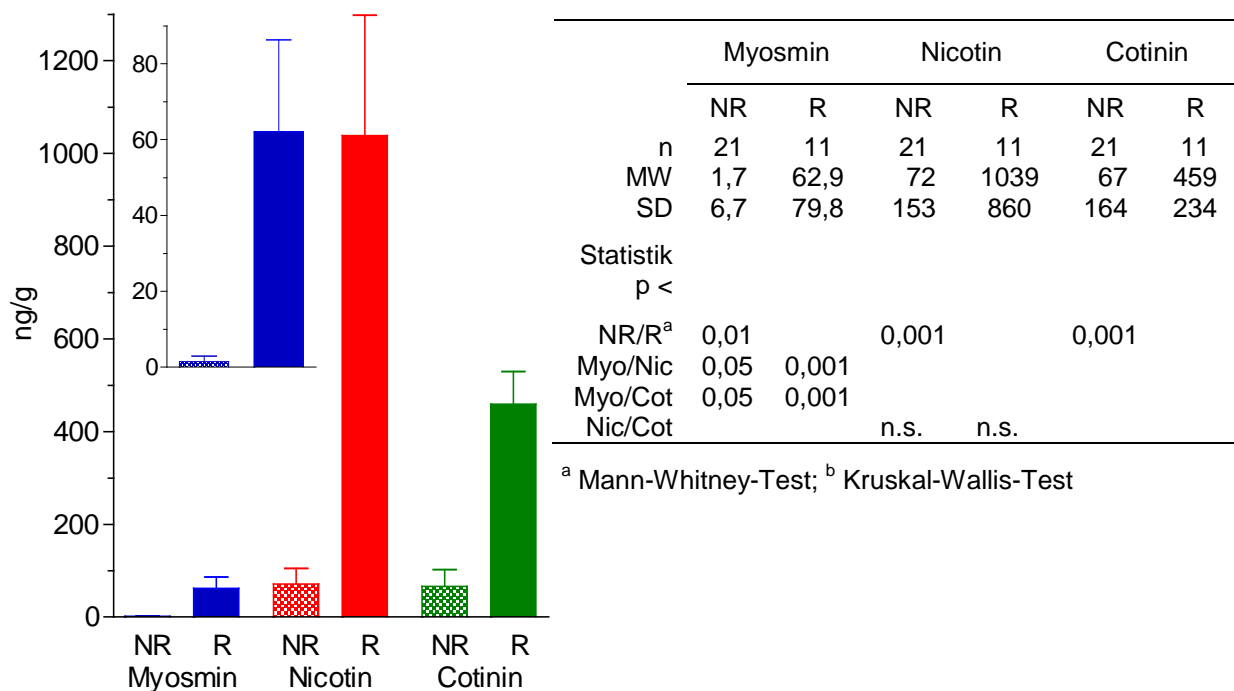 ng/g
1200
1000
800
600
400
200
0
80
60
40
20
0
NR R NR R NR R
Myosmin Nicotin Cotinin
Myosmin Nicotin Cotinin
NR R NR R NR R
n 21 11 21 11 21 11
MW 1,7 62,9 72 1039 67 459
SD 6,7 79,8 153 860 164 234
Statistik
p <
NR/Rᵃ 0,01 0,001 0,001
Myo/Nic 0,05 0,001
Myo/Cot 0,05 0,001
Nic/Cot n.s. n.s.
ᵃ Mann-Whitney-Test; ᵇ Kruskal-Wallis-Test